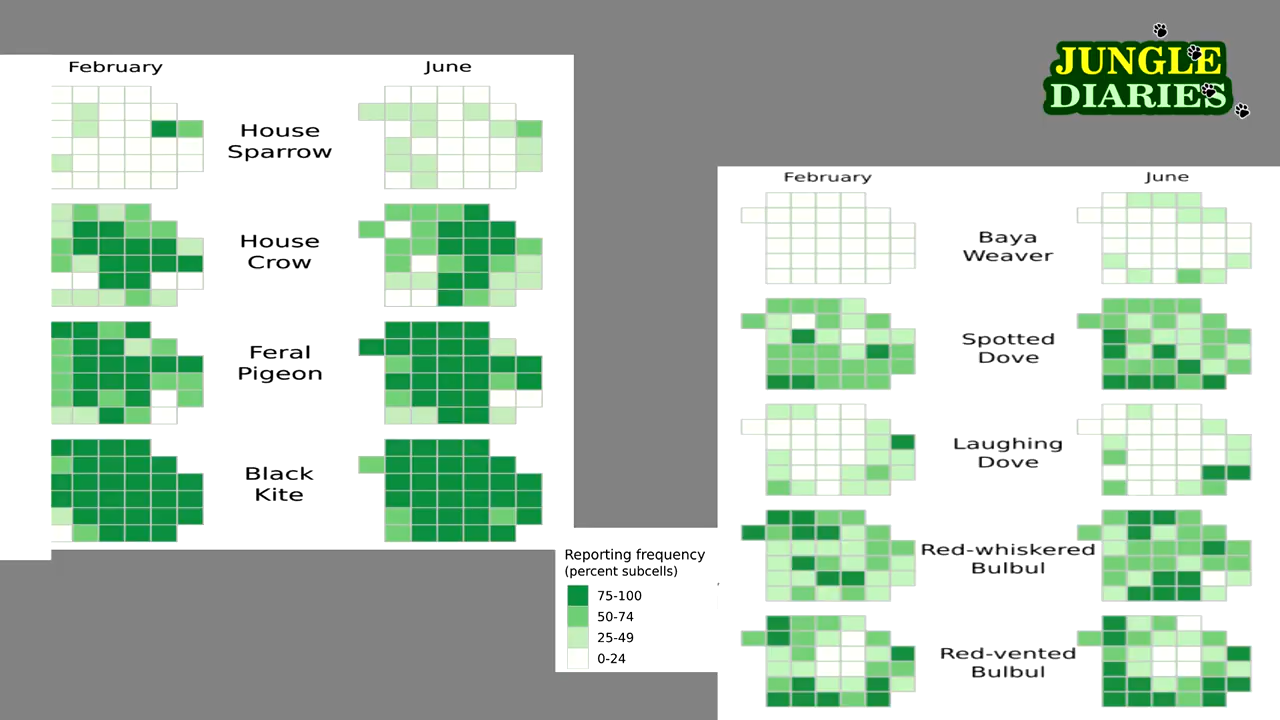 JUNGLE
DIARIES
February
June
House
Sparrow
House
Crow
Feral
Pigeon
Black
Kite
Reporting frequency
(percent subcells)
75-100
50-74
25-49
0-24
February
June
Baya
Weaver
Spotted
Dove
Laughing
Dove
Red-whiskered
Bulbul
Red-vented
Bulbul